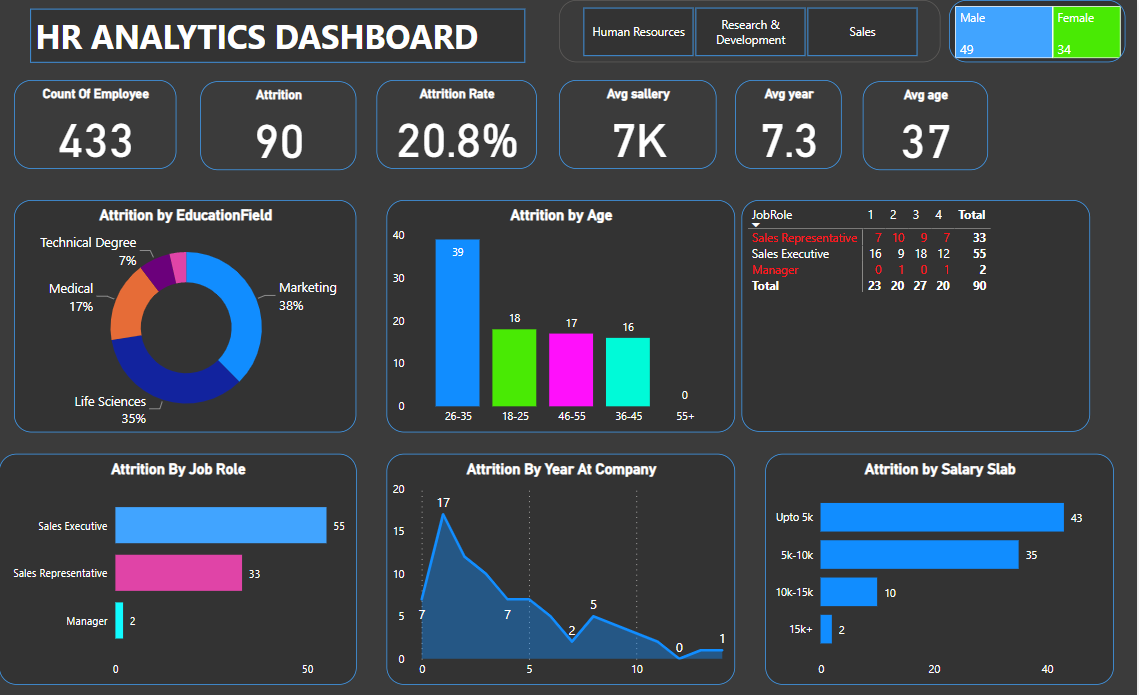 HR ANALYTICS DASHBOARD
Human Resources
Research &
Development
Sales
Male
49
Female
34
Count Of Employee
433
Attrition
90
Attrition Rate
20.8%
Avg sallery
7K
Avg year
7.3
Avg age
37
Attrition by EducationField
Technical Degree
7%
Medical
17%
Marketing
38%
Life Sciences
35%
Attrition by Age
40
30
20
10
0
39
18
17
16
0
26-35 18-25 46-55 36-45 55+
JobRole 1 2 3 4 Total
Sales Representative 7 10 9 7 33
Sales Executive 16 9 18 12 55
Manager 0 1 0 1 2
Total 23 20 27 20 90
Attrition By Job Role
Sales Executive 55
Sales Representative 33
Manager 2
0 50
Attrition By Year At Company
20
15
10
5
0
17
7
7
2
5
0
1
0 5 10
Attrition by Salary Slab
Upto 5k 43
5k-10k 35
10k-15k 10
15k+ 2
0 20 40